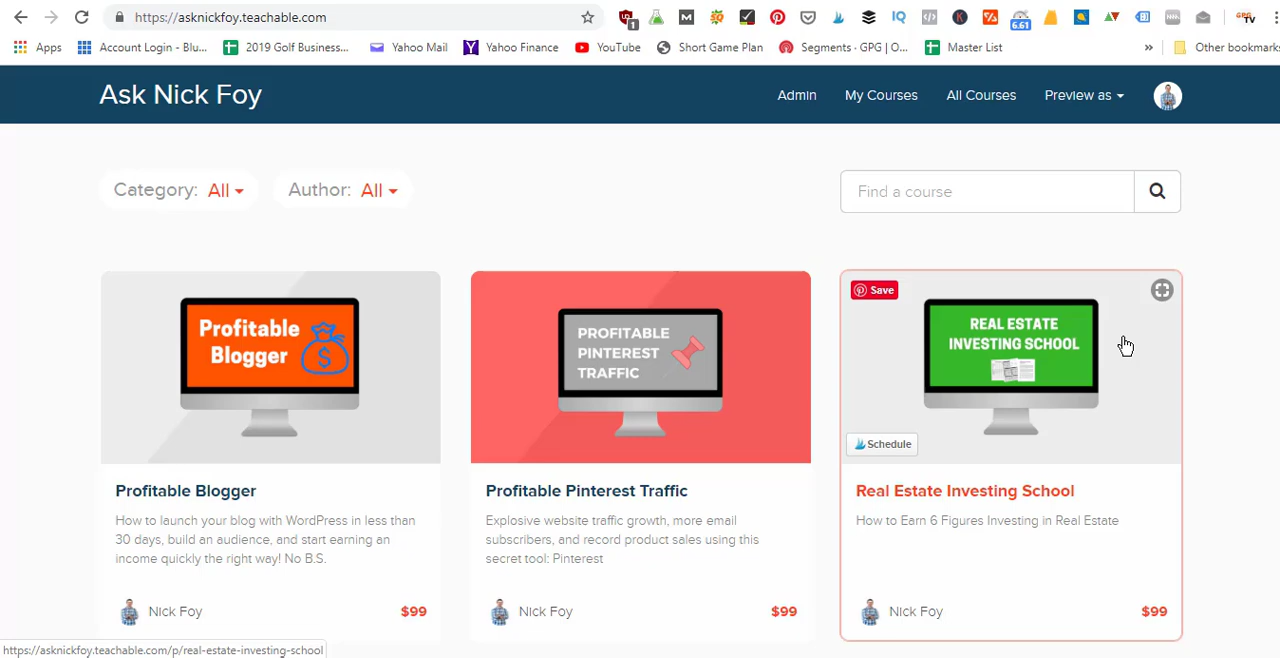 https://asknickfoy.teachable.com
1
M
IQ
K
6.61
GPG
TV
Apps
Account Login - Blu...
2019 Golf Business...
Yahoo Mail
Yahoo Finance
YouTube
Short Game Plan
Segments - GPG | O...
Master List
»
Other bookmarks
Ask Nick Foy
Admin
My Courses
All Courses
Preview as
Category: All
Author: All
Find a course
Profitable
Blogger
$
PROFITABLE
PINTEREST
TRAFFIC
Save
REAL ESTATE
INVESTING SCHOOL
Schedule
Profitable Blogger
How to launch your blog with WordPress in less than
30 days, build an audience, and start earning an
income quickly the right way! No B.S.
Nick Foy
$99
Profitable Pinterest Traffic
Explosive website traffic growth, more email
subscribers, and record product sales using this
secret tool: Pinterest
Nick Foy
$99
Real Estate Investing School
How to Earn 6 Figures Investing in Real Estate
Nick Foy
$99
https://asknickfoy.teachable.com/p/real-estate-investing-school